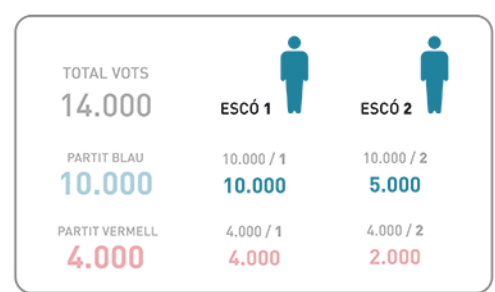 TOTAL VOTS
14.000
ESCÓ 1
ESCÓ 2
PARTIT BLAU
10.000 / 1
10.000 / 2
10.000
10.000
5.000
PARTIT VERMELL
4.000 / 1
4.000 / 2
4.000
4.000
2.000